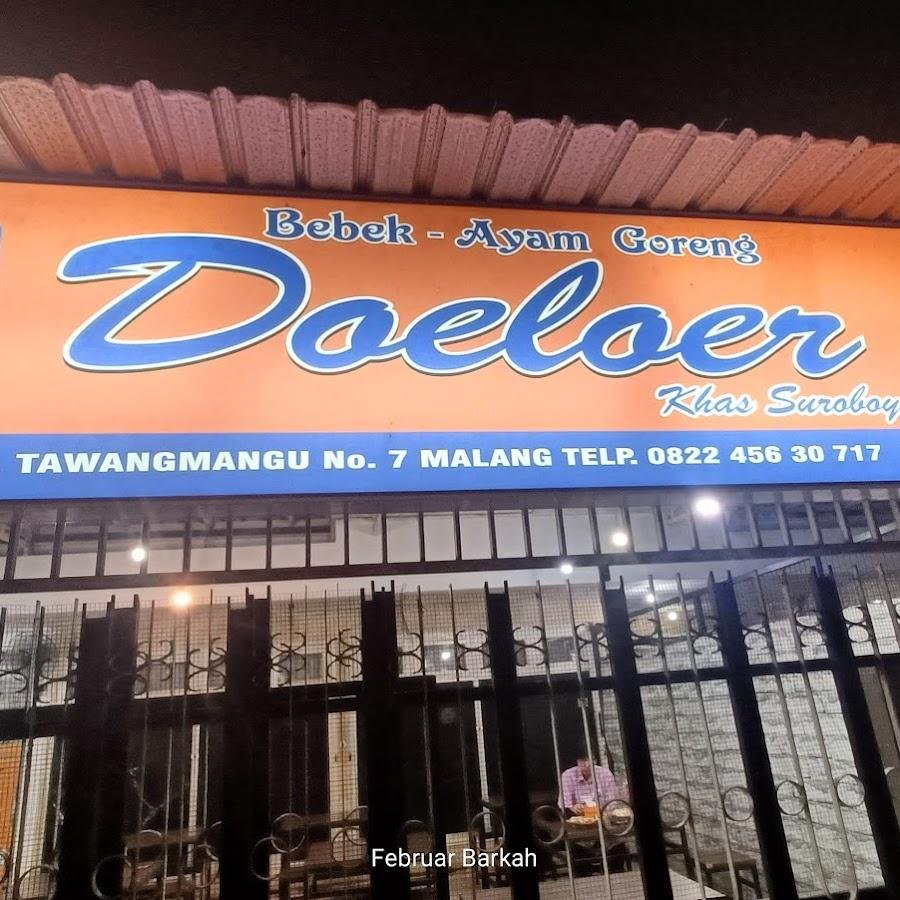 Bebek - Ayam Goreng
Doeloer
Khas Suroboy
TAWANGMANGU No. 7 MALANG TELP. 0822 456 30 717
Februar Barkah